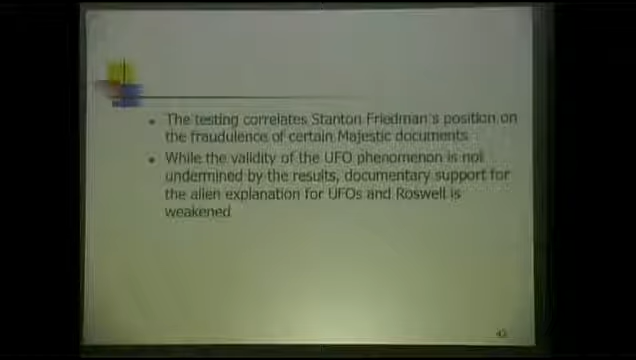 The testing correlates Stanton Friedman's position on
the fraudulence of certain Majestic documents
While the validity of the UFO phenomenon is not
undermined by the results, documentary support for
the alien explanation for UFOs and Roswell is
weakened